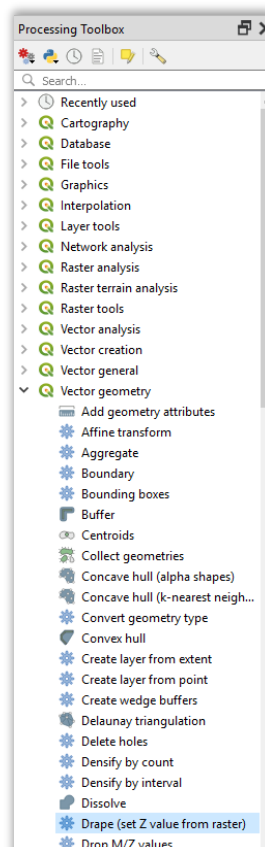 Processing Toolbox
Search...
Recently used
Cartography
Database
File tools
Graphics
Interpolation
Layer tools
Network analysis
Raster analysis
Raster terrain analysis
Raster tools
Vector analysis
Vector creation
Vector general
Vector geometry
Add geometry attributes
Affine transform
Aggregate
Boundary
Bounding boxes
Buffer
Centroids
Collect geometries
Concave hull (alpha shapes)
Concave hull (k-nearest neigh...
Convert geometry type
Convex hull
Create layer from extent
Create layer from point
Create wedge buffers
Delaunay triangulation
Delete holes
Densify by count
Densify by interval
Dissolve
Drape (set Z value from raster)
Drop M/Z values